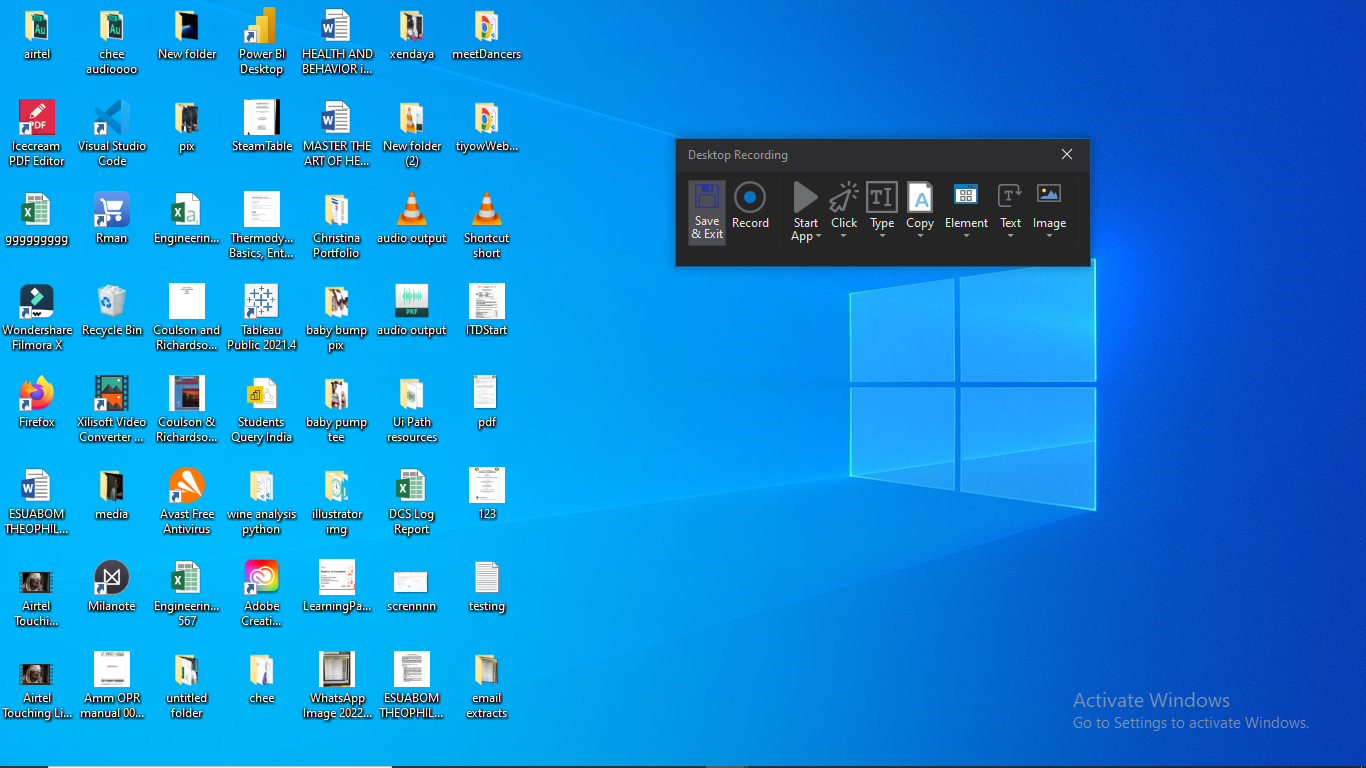 airtel
chee
audioooo
New folder
Power BI
Desktop
HEALTH AND
BEHAVIOR i...
xendaya
meetDancers
Icecream
PDF Editor
Visual Studio
Code
pix
SteamTable
MASTER THE
ART OF HE...
New folder
(2)
tiyowWeb...
ggggggggg
Rman
Engineerin...
Thermody...
Basics, Ent...
Christina
Portfolio
audio output
Shortcut
short
Wondershare
Filmora X
Recycle Bin
Coulson and
Richardso...
Tableau
Public 2021.4
baby bump
pix
audio output
ITDStart
Firefox
Xilisoft Video
Converter ...
Coulson &
Richardso...
Students
Query India
baby pump
tee
Ui Path
resources
pdf
ESUABOM
THEOPHIL...
media
Avast Free
Antivirus
wine analysis
python
illustrator
img
DCS Log
Report
123
Airtel
Touchi...
Milanote
Engineerin...
567
Adobe
Creati...
LearningPa...
scrennnn
testing
Airtel
Touching Li...
Amm OPR
manual 00...
untitled
folder
chee
WhatsApp
Image 2022...
ESUABOM
THEOPHIL...
email
extracts
Desktop Recording
Save
& Exit
Record
Start
App
Click
Type
Copy
Element
Text
Image
PDF
PKF
Activate Windows
Go to Settings to activate Windows.